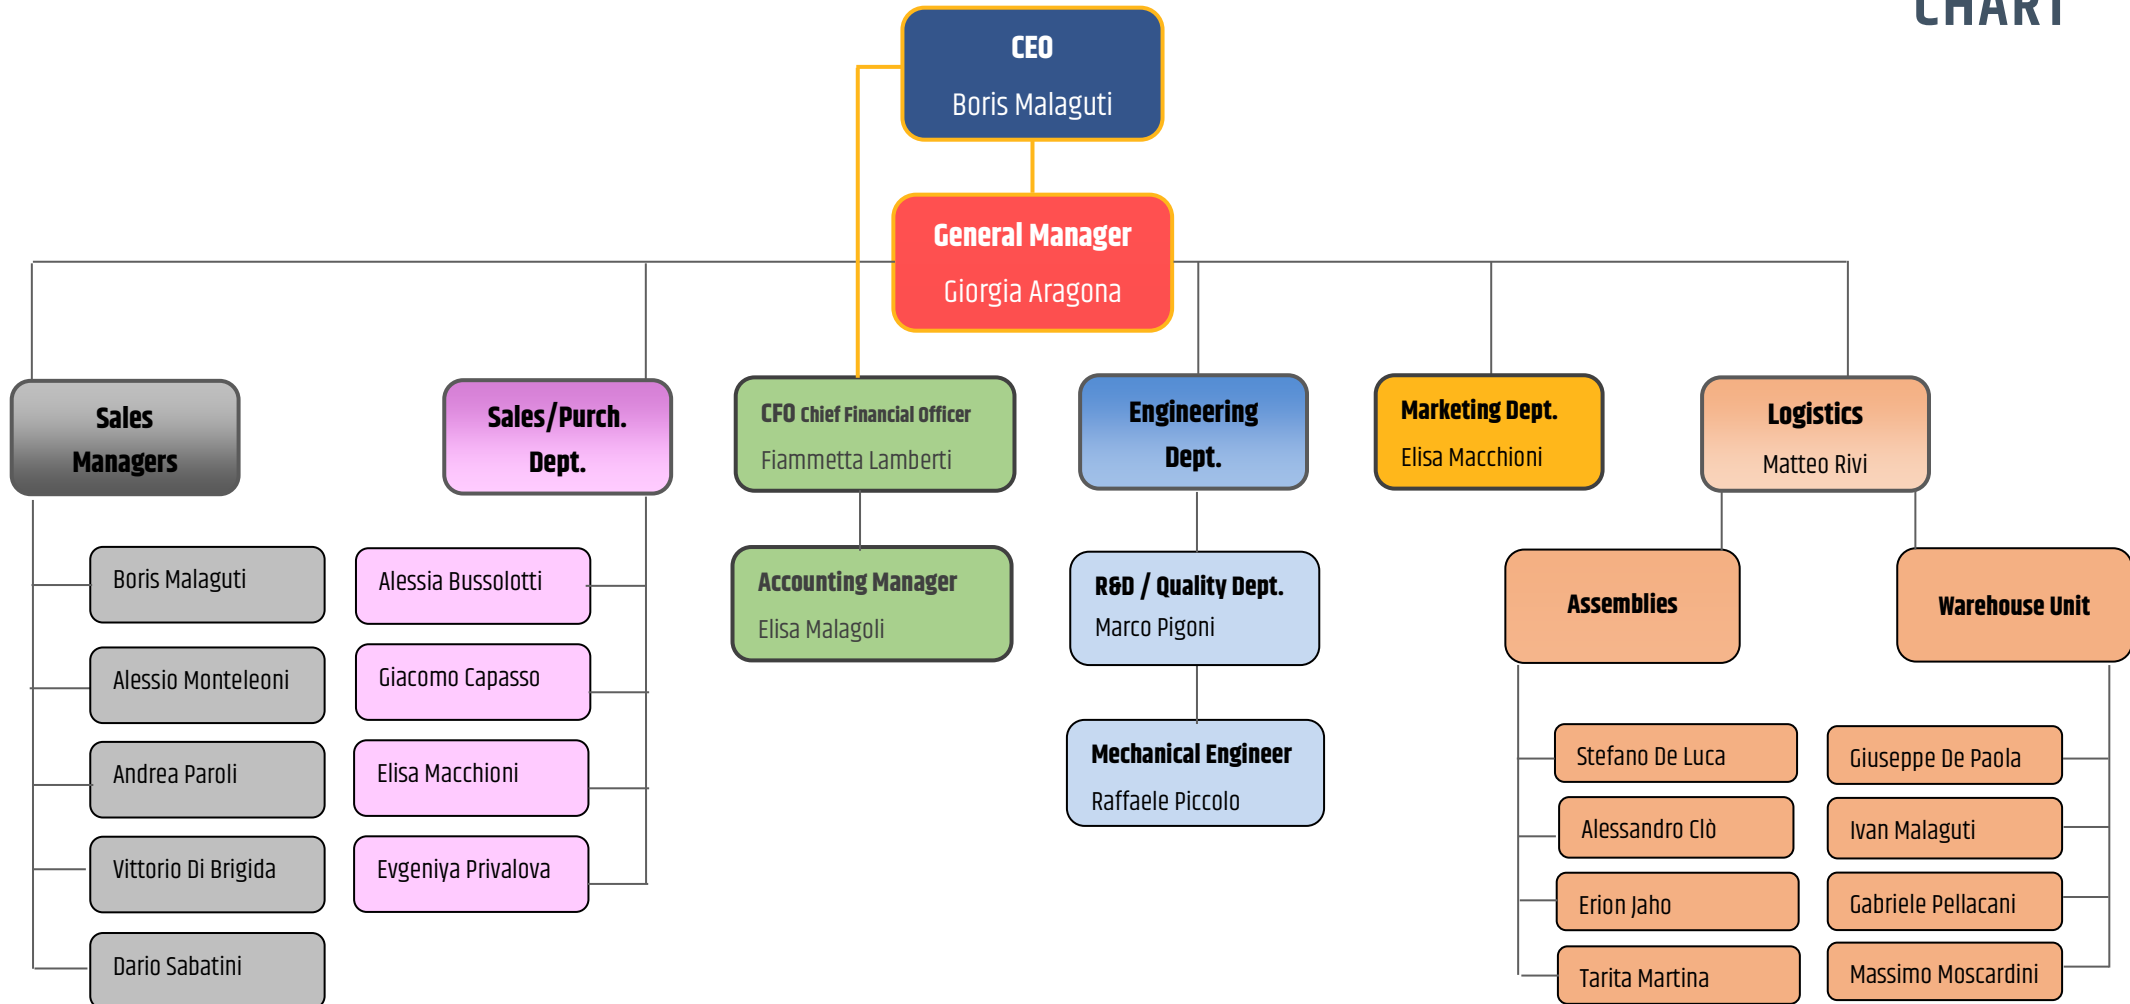 CHART
CEO
Boris Malaguti
General Manager
Giorgia Aragona
Sales
Managers
Boris Malaguti
Alessio Monteleoni
Andrea Paroli
Vittorio Di Brigida
Dario Sabatini
Sales/Purch.
Dept.
Alessia Bussolotti
Giacomo Capasso
Elisa Macchioni
Evgeniya Privalova
CFO Chief Financial Officer
Fiammetta Lamberti
Accounting Manager
Elisa Malagoli
Engineering
Dept.
R&D / Quality Dept.
Marco Pigoni
Mechanical Engineer
Raffaele Piccolo
Marketing Dept.
Elisa Macchioni
Logistics
Matteo Rivi
Assemblies
Stefano De Luca
Alessandro Clò
Erion Jaho
Tarita Martina
Warehouse Unit
Giuseppe De Paola
Ivan Malaguti
Gabriele Pellacani
Massimo Moscardini